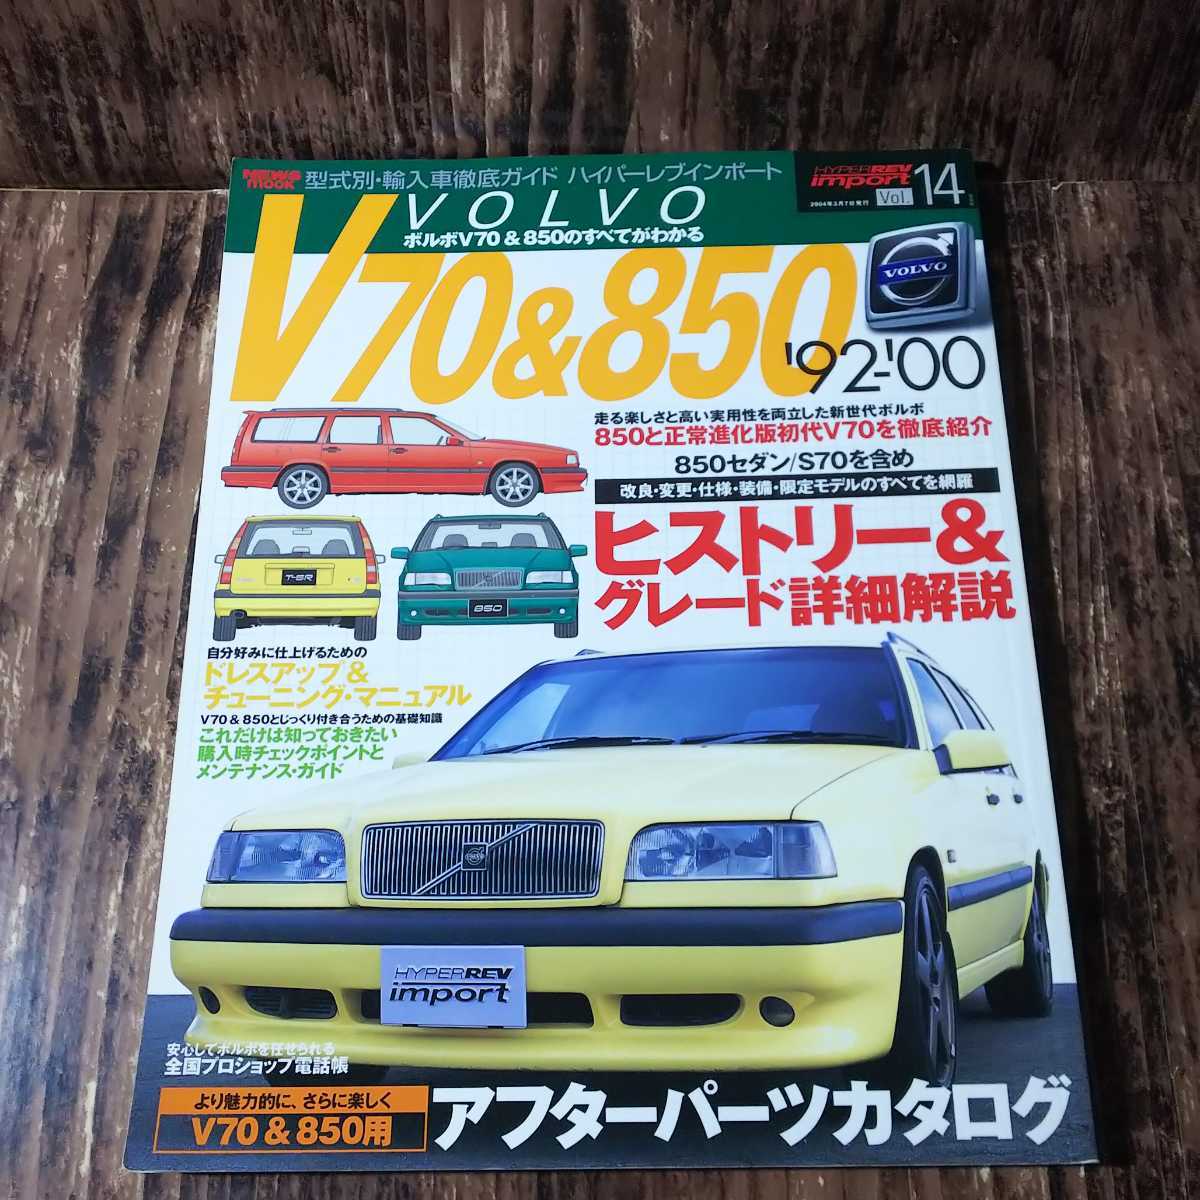 NEWS mook
型式別・輸入車徹底ガイド ハイパーレブインポート
HYPERREV import Vol. 14
2004年3月7日発行
VOLVO
ボルボV70&850のすべてがわかる
V70&850
'92-'00
VOLVO
走る楽しさと高い実用性を両立した新世代ボルボ
850と正常進化版初代V70を徹底紹介
850セダン/S70を含め
改良・変更・仕様・装備・限定モデルのすべてを網羅
ヒストリー&
グレード詳細解説
T-5R
850
自分好みに仕上げるための
ドレスアップ&
チューニング・マニュアル
V70&850とじっくり付き合うための基礎知識
これだけは知っておきたい
購入時チェックポイントと
メンテナンス・ガイド
HYPERREV
import
安心してボルボを任せられる
全国プロショップ電話帳
より魅力的に、さらに楽しく
V70&850用
アフターパーツカタログ